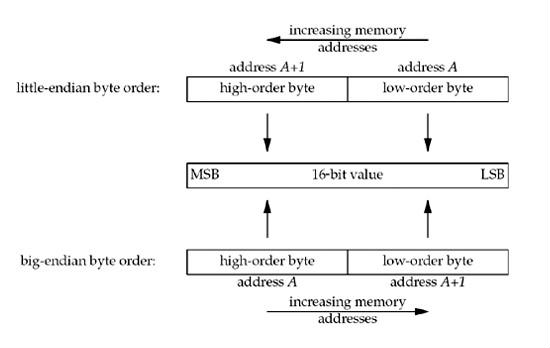 increasing memory
addresses
address A+1 address A
little-endian byte order: high-order byte low-order byte
MSB 16-bit value LSB
big-endian byte order: high-order byte low-order byte
address A address A+1
increasing memory
addresses